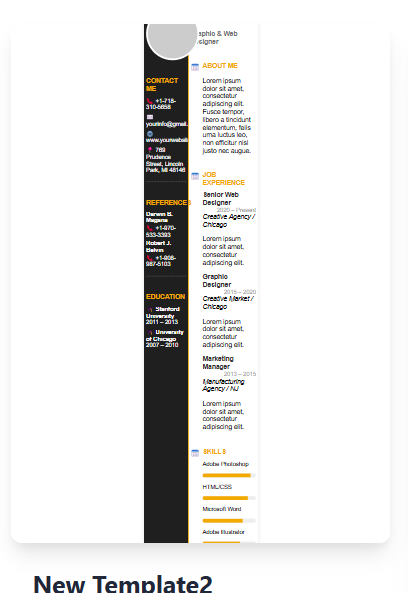 aphic & Web
signer
CONTACT
ME
+1-718-
310-5858
yourinfo@gmail.
www.yourwebsit
769
Prudence
Street, Lincoln
Park, MI 48146
REFERENCES
Darwin B.
Magana
+1-970-
533-3393
Robert J.
Belvin
+1-908-
987-5103
EDUCATION
Stanford
University
2011 – 2013
University
of Chicago
2007 – 2010
ABOUT ME
Lorem ipsum
dolor sit amet,
consectetur
adipiscing elit.
Fusce tempor,
libero a tincidunt
elementum, felis
urna luctus leo,
non efficitur nisl
justo nec augue.
JOB
EXPERIENCE
Senior Web
Designer
2020 – Present
Creative Agency /
Chicago
Lorem ipsum
dolor sit amet,
consectetur
adipiscing elit.
Graphic
Designer
2015 – 2020
Creative Market /
Chicago
Lorem ipsum
dolor sit amet,
consectetur
adipiscing elit.
Marketing
Manager
2013 – 2015
Manufacturing
Agency / NJ
Lorem ipsum
dolor sit amet,
consectetur
adipiscing elit.
SKILLS
Adobe Photoshop
HTML/CSS
Microsoft Word
Adobe Illustrator
New Template2